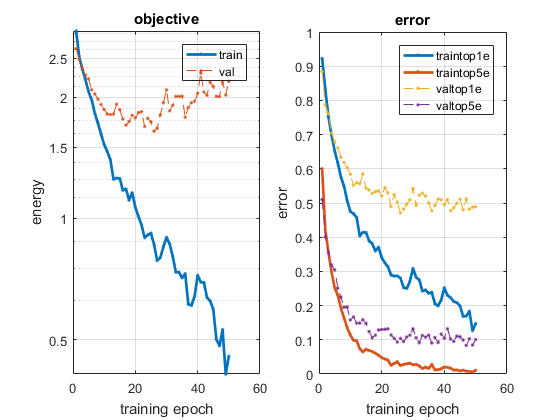 objective
energy
2.5
2
1.5
1
0.5
0
20
40
60
training epoch
train
val
error
error
1
0.9
0.8
0.7
0.6
0.5
0.4
0.3
0.2
0.1
0
0
20
40
60
training epoch
traintop1e
traintop5e
valtop1e
valtop5e